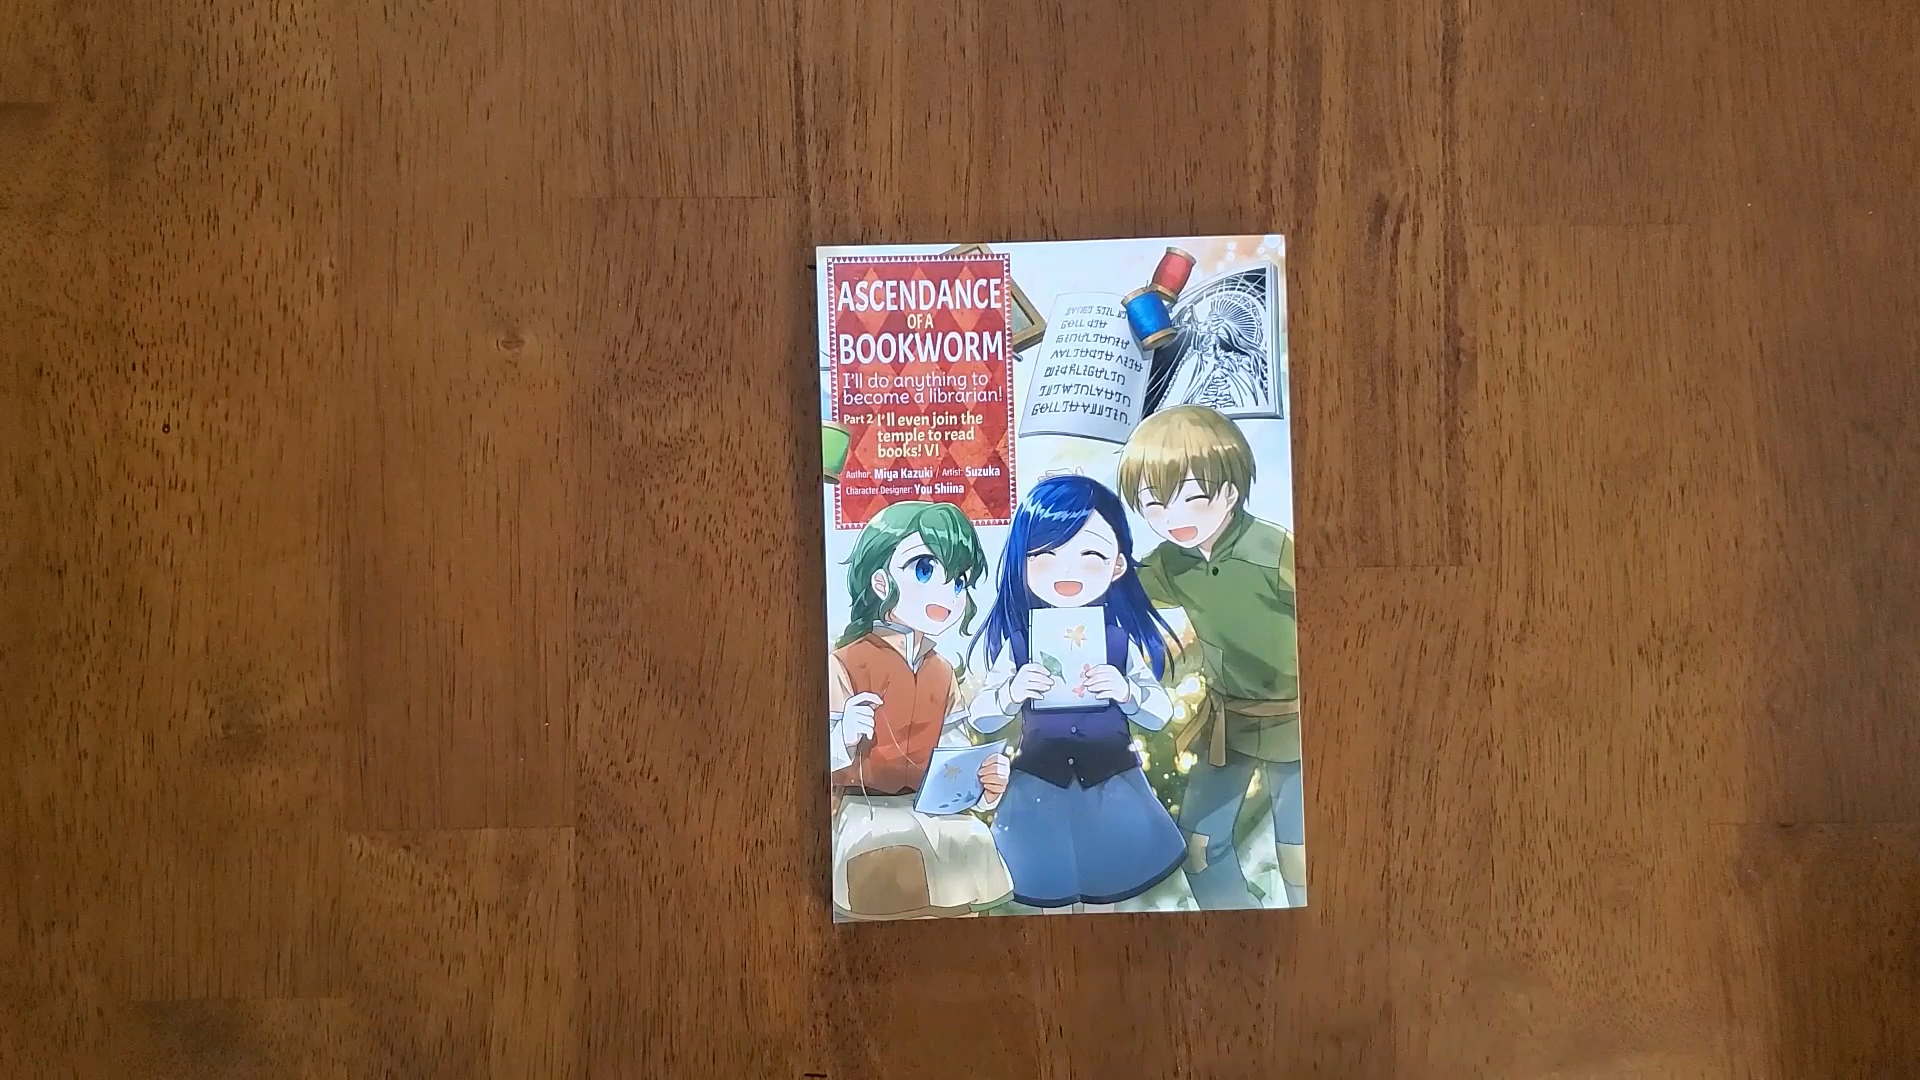 ASCENDANCE
OF A
BOOKWORM
I'll do anything to
become a librarian!
Part 2 I'll even join the
temple to read
books! VI
Author: Miya Kazuki / Artist: Suzuka
Character Designer: You Shiina